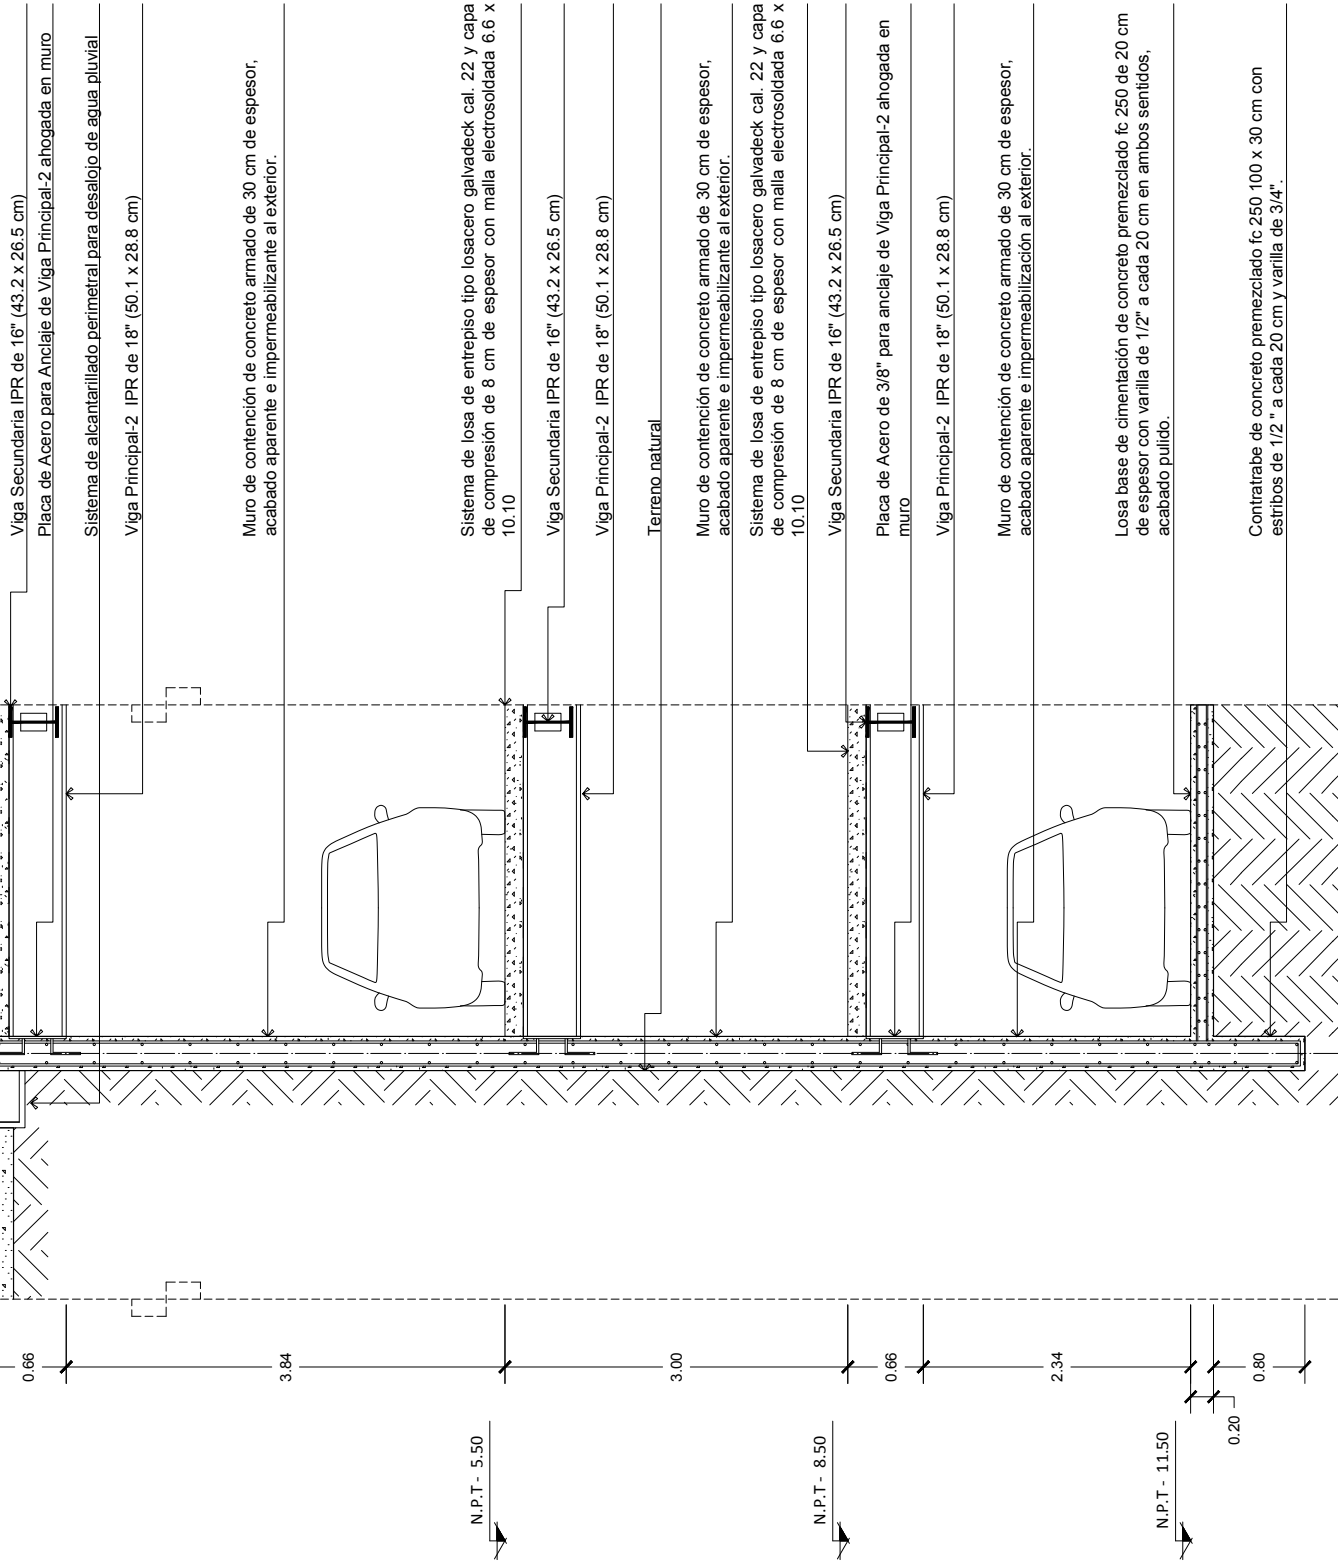 Viga Secundaria IPR de 16" (43.2 x 26.5 cm)
Placa de Acero para Anclaje de Viga Principal-2 ahogada en muro
Sistema de alcantarillado perimetral para desalojo de agua pluvial
Viga Principal-2 IPR de 18" (50.1 x 28.8 cm)
Muro de contención de concreto armado de 30 cm de espesor,
acabado aparente e impermeabilizante al exterior.
Sistema de losa de entrepiso tipo losacero galvadeck cal. 22 y capa
de compresión de 8 cm de espesor con malla electrosoldada 6.6 x
10.10
Viga Secundaria IPR de 16" (43.2 x 26.5 cm)
Viga Principal-2 IPR de 18" (50.1 x 28.8 cm)
Terreno natural
Muro de contención de concreto armado de 30 cm de espesor,
acabado aparente e impermeabilizante al exterior.
Sistema de losa de entrepiso tipo losacero galvadeck cal. 22 y capa
de compresión de 8 cm de espesor con malla electrosoldada 6.6 x
10.10
Viga Secundaria IPR de 16" (43.2 x 26.5 cm)
Placa de Acero de 3/8" para anclaje de Viga Principal-2 ahogada en
muro
Viga Principal-2 IPR de 18" (50.1 x 28.8 cm)
Muro de contención de concreto armado de 30 cm de espesor,
acabado aparente e impermeabilización al exterior.
Losa base de cimentación de concreto premezclado fc 250 de 20 cm
de espesor con varilla de 1/2" a cada 20 cm en ambos sentidos,
acabado pulido.
Contratrabe de concreto premezclado fc 250 100 x 30 cm con
estribos de 1/2 " a cada 20 cm y varilla de 3/4".
0.66
3.84
3.00
0.66
2.34
0.80
0.20
N.P.T - 5.50
N.P.T - 8.50
N.P.T - 11.50